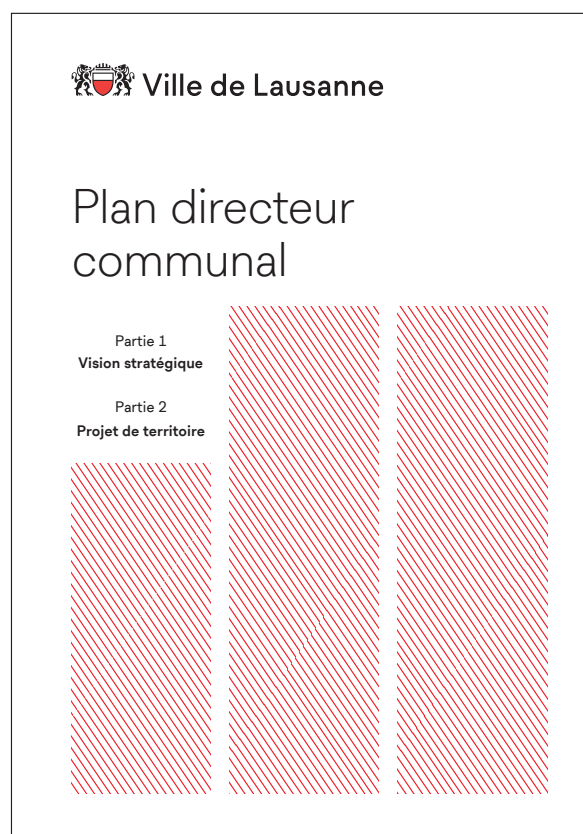 Ville de Lausanne
Plan directeur
communal
Partie 1
Vision stratégique
Partie 2
Projet de territoire